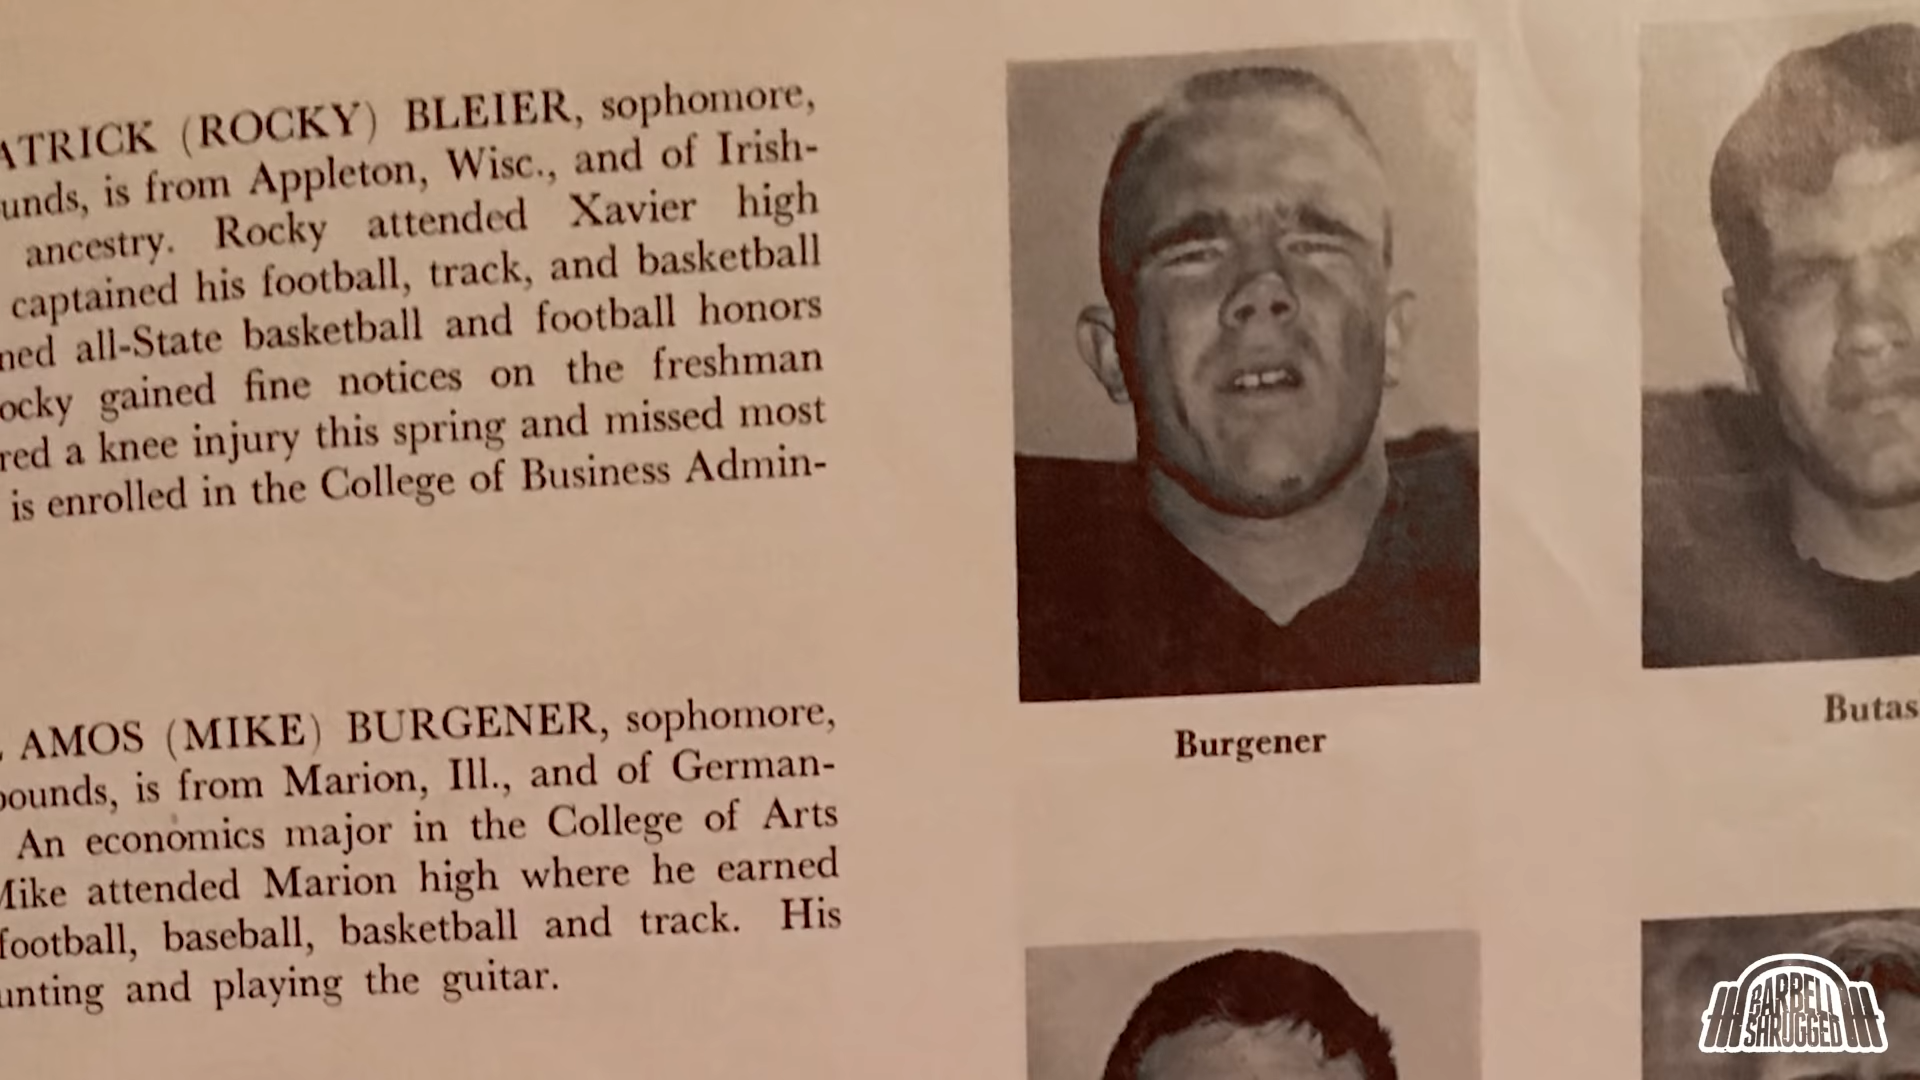 ATRICK (ROCKY) BLEIER, sophomore,
unds, is from Appleton, Wisc., and of Irish-
ancestry. Rocky attended Xavier high
captained his football, track, and basketball
ned all-State basketball and football honors
ocky gained fine notices on the freshman
red a knee injury this spring and missed most
is enrolled in the College of Business Admin-
AMOS (MIKE) BURGENER, sophomore,
pounds, is from Marion, Ill., and of German-
An economics major in the College of Arts
Mike attended Marion high where he earned
football, baseball, basketball and track. His
unting and playing the guitar.
Burgener
Butas
BARBELL
SHRUGGED